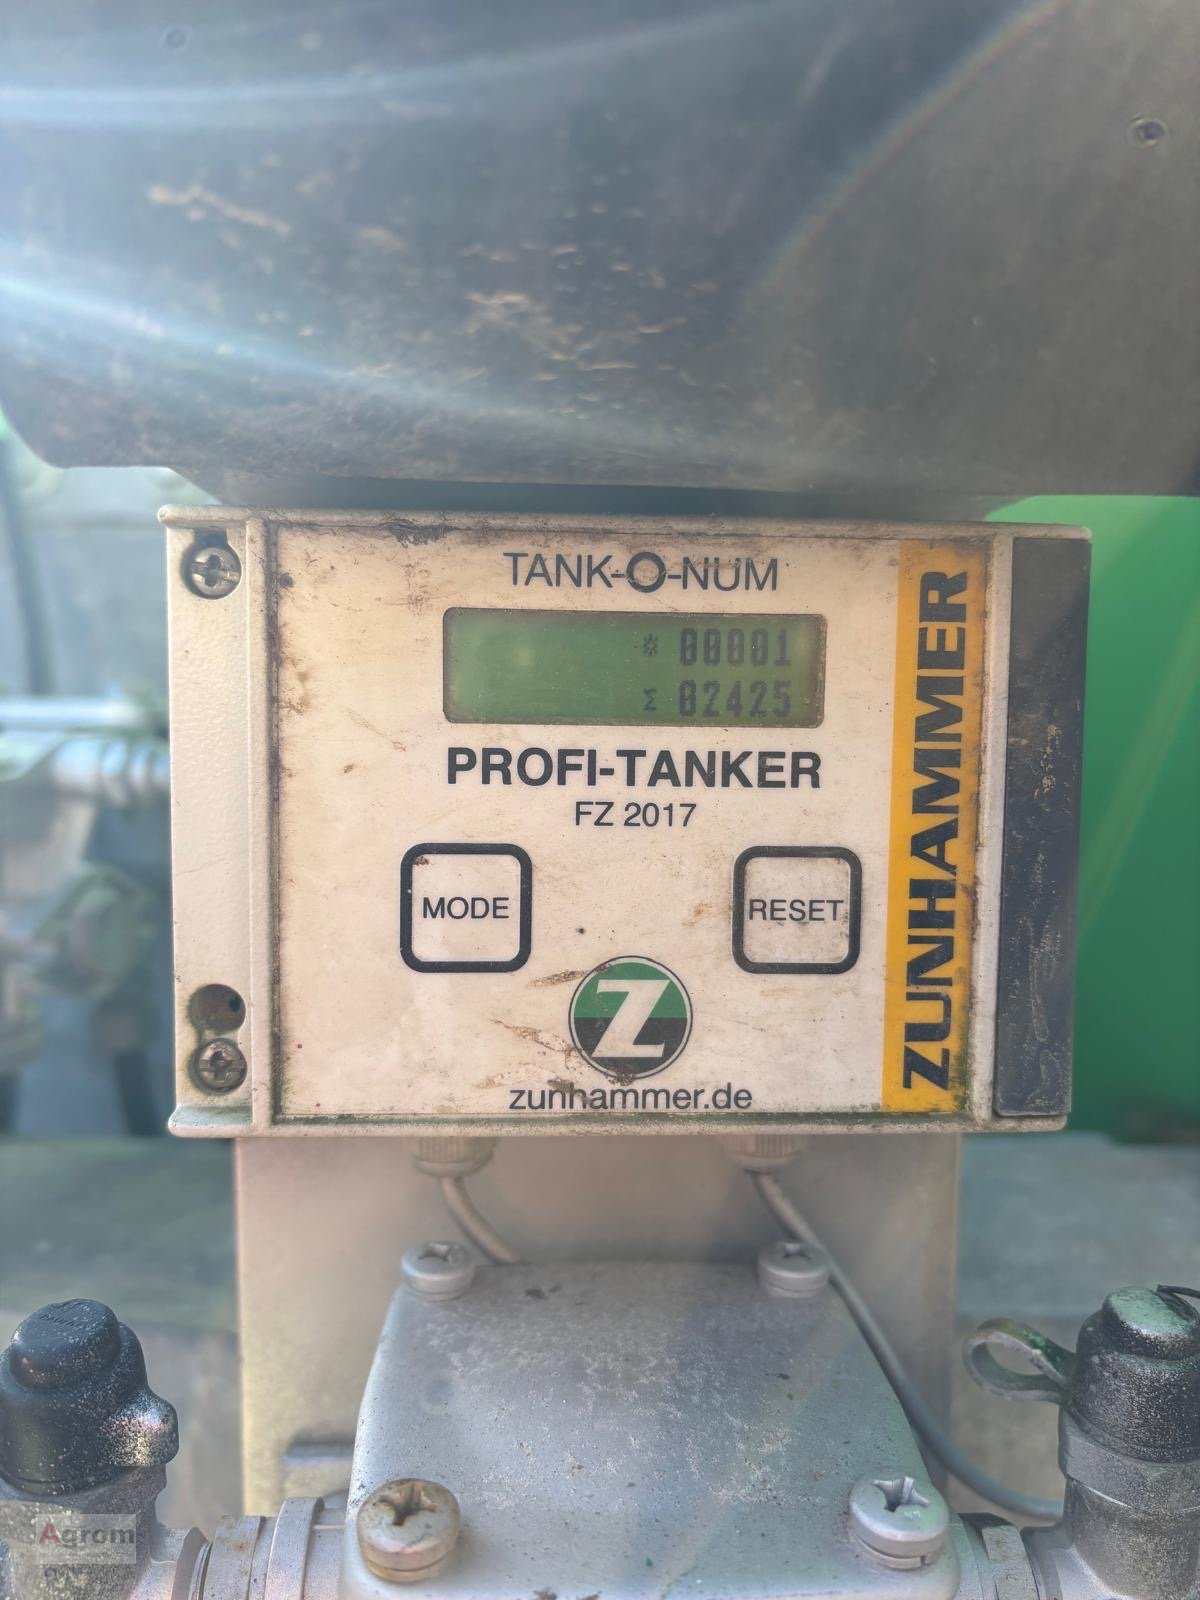 TANK-O-NUM
* 00001
Σ 02425
PROFI-TANKER
FZ 2017
MODE
RESET
Z
zunhammer.de
ZUNHAMMER
Agrom